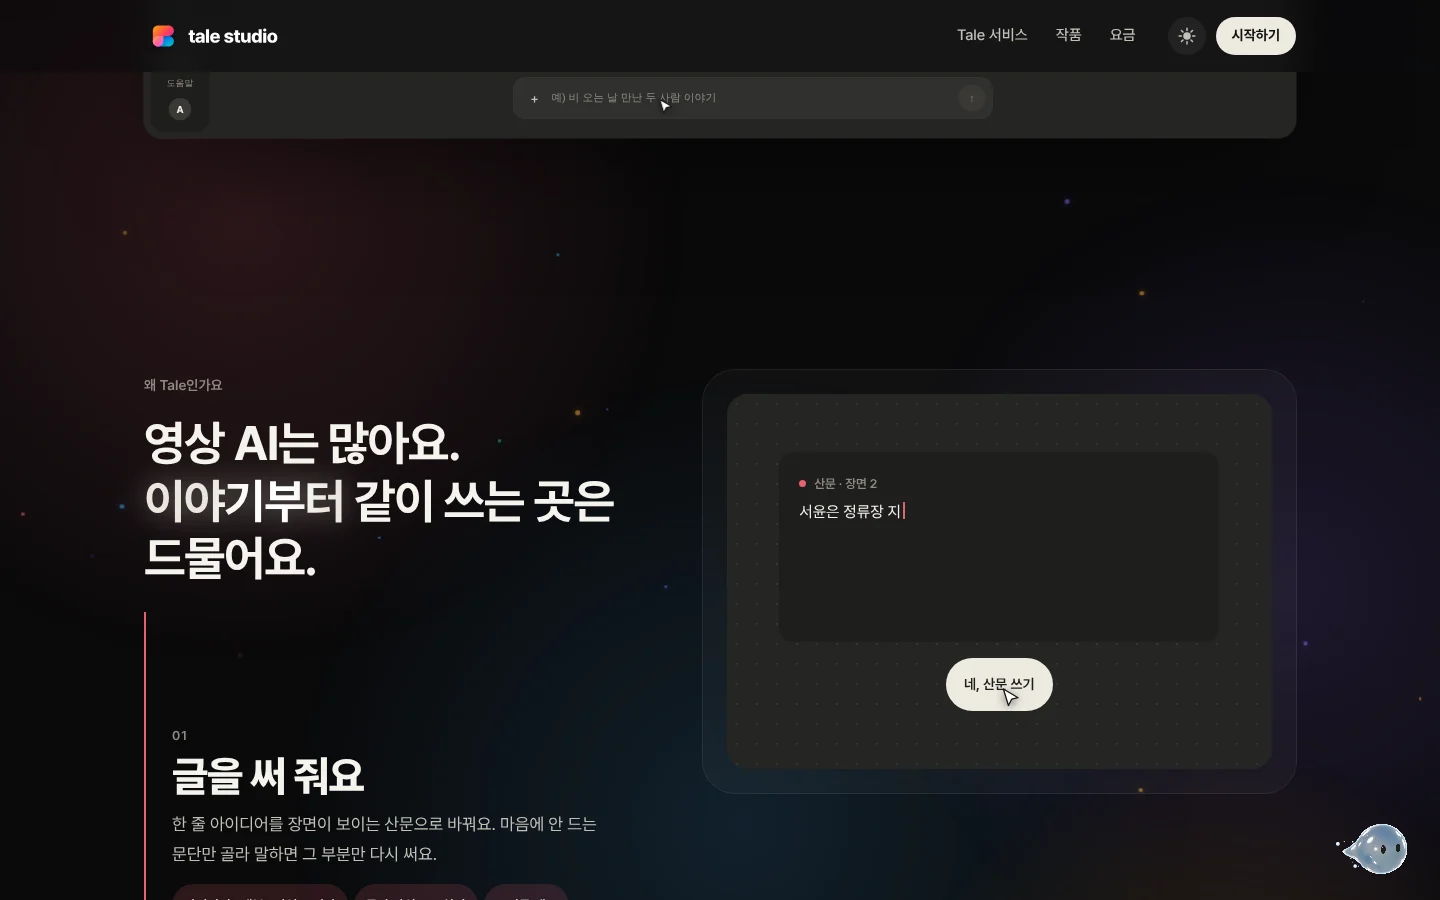 tale studio
Tale 서비스
작품
요금
시작하기
도움말
A
+
예) 비 오는 날 만난 두 사람 이야기
↑
왜 Tale인가요
영상 AI는 많아요.
이야기부터 같이 쓰는 곳은
드물어요.
산문 · 장면 2
서윤은 정류장 지
네, 산문 쓰기
01
글을 써 줘요
한 줄 아이디어를 장면이 보이는 산문으로 바꿔요. 마음에 안 드는
문단만 골라 말하면 그 부분만 다시 써요.